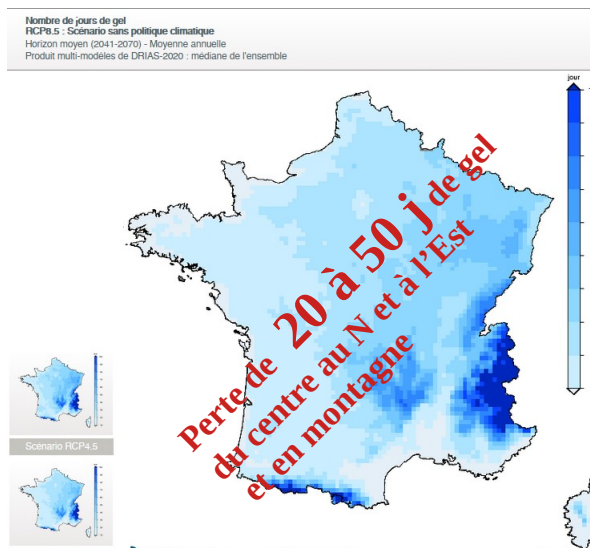 Nombre de jours de gel
RCP8.5 : Scénario sans politique climatique
Horizon moyen (2041-2070) - Moyenne annuelle
Produit multi-modèles de DRIAS-2020 : médiane de l'ensemble
jour
Perte de 20 à 50 j de gel
du centre au N et à l'Est
et en montagne
Scénario RCP4.5